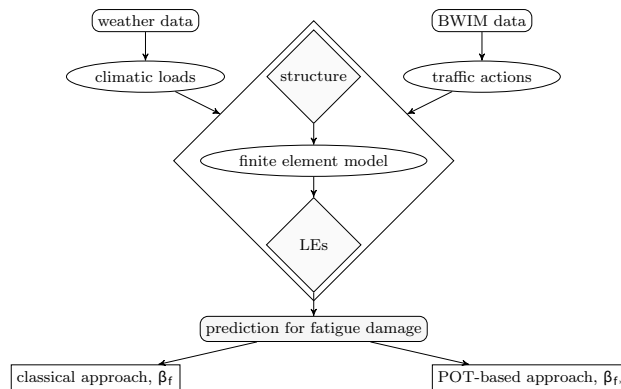 weather data
BWIM data
climatic loads
structure
traffic actions
finite element model
LEs
prediction for fatigue damage
classical approach, βf
POT-based approach, βf,